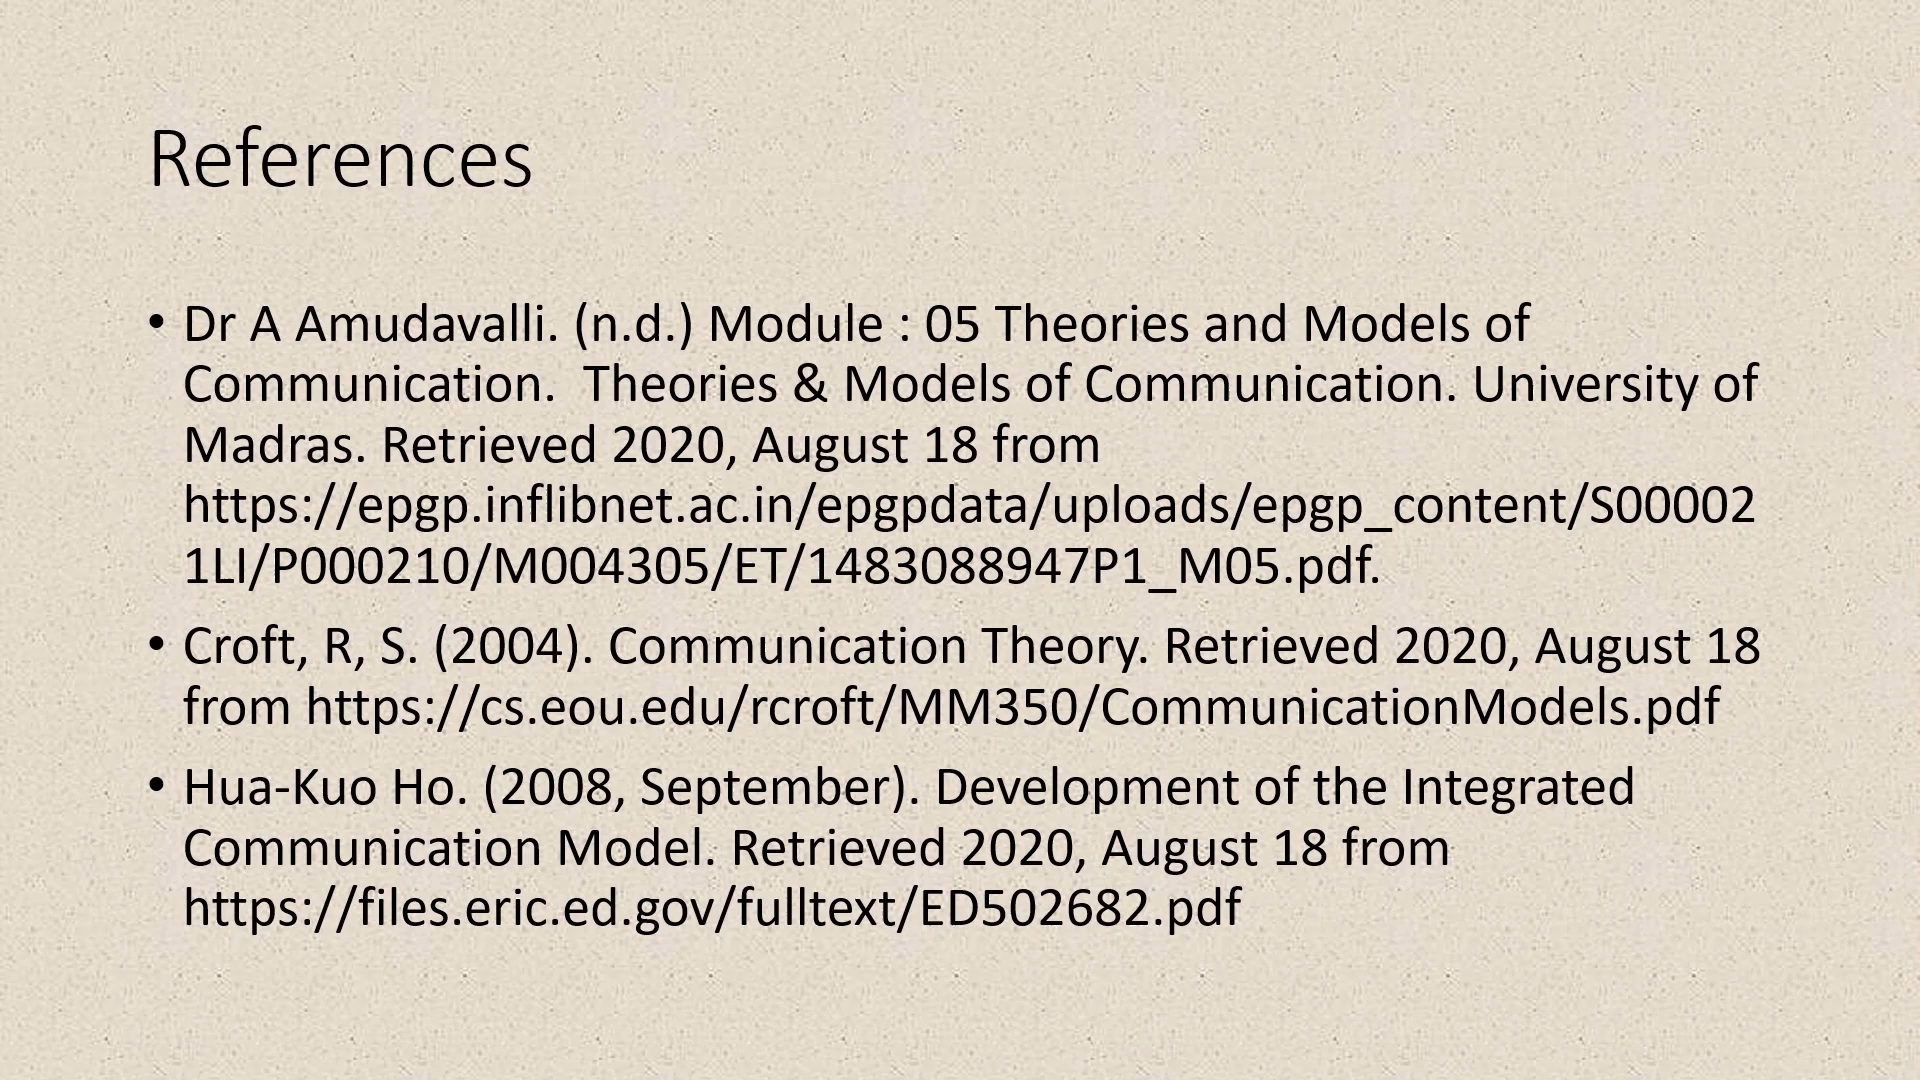 References
• Dr A Amudavalli. (n.d.) Module : 05 Theories and Models of
Communication.  Theories & Models of Communication. University of
Madras. Retrieved 2020, August 18 from
https://epgp.inflibnet.ac.in/epgpdata/uploads/epgp_content/S00002
1LI/P000210/M004305/ET/1483088947P1_M05.pdf.
• Croft, R, S. (2004). Communication Theory. Retrieved 2020, August 18
from https://cs.eou.edu/rcroft/MM350/CommunicationModels.pdf
• Hua-Kuo Ho. (2008, September). Development of the Integrated
Communication Model. Retrieved 2020, August 18 from
https://files.eric.ed.gov/fulltext/ED502682.pdf